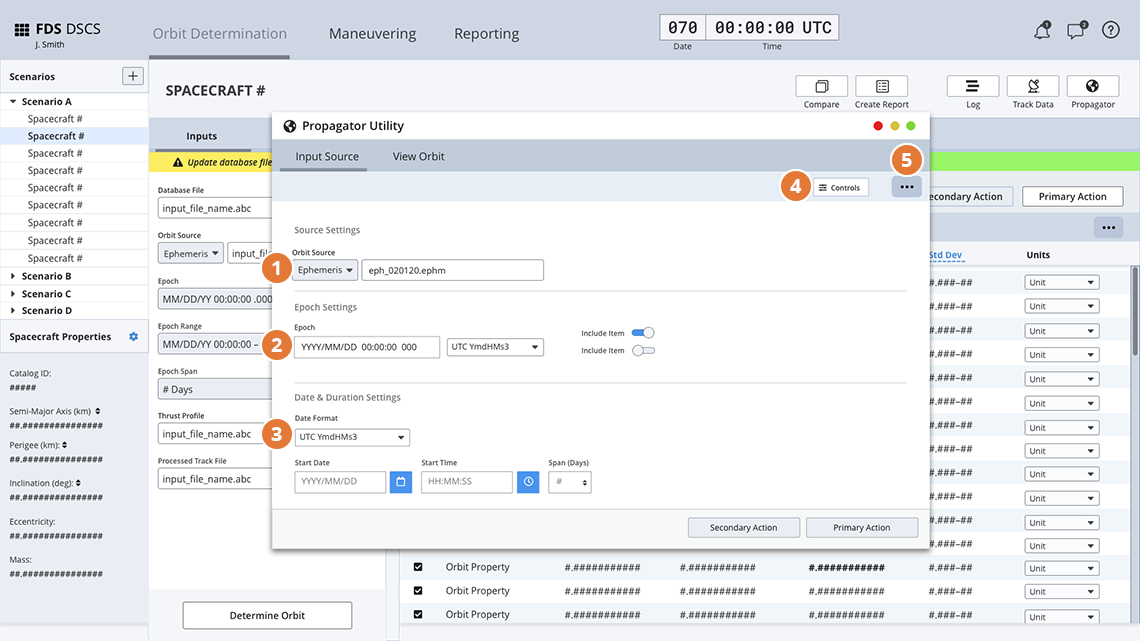 FDS DSCS
J. Smith
Orbit Determination
Maneuvering
Reporting
070
Date
00:00:00 UTC
Time
1
2
?
Scenarios
+
Scenario A
Spacecraft #
Spacecraft #
Spacecraft #
Spacecraft #
Spacecraft #
Spacecraft #
Spacecraft #
Spacecraft #
Spacecraft #
Scenario B
Scenario C
Scenario D
Spacecraft Properties
Catalog ID:
#####
Semi-Major Axis (km)
##.###############
Perigee (km):
##.###############
Inclination (deg):
##.###############
Eccentricity:
##.###############
Mass:
##.###############
SPACECRAFT #
Compare
Create Report
Log
Track Data
Propagator
Inputs
Update database file
Database File
input_file_name.abc
Orbit Source
Ephemeris
input_file
Epoch
MM/DD/YY 00:00:00 .000
Epoch Range
MM/DD/YY 00:00:00 –
Epoch Span
# Days
Thrust Profile
input_file_name.abc
Processed Track File
input_file_name.abc
Determine Orbit
Propagator Utility
Input Source
View Orbit
5
4
Controls
•••
Source Settings
1
Orbit Source
Ephemeris
eph_020120.ephm
Epoch Settings
2
Epoch
YYYY/MM/DD 00:00:00 000
UTC YmdHMs3
Include Item
Include Item
Date & Duration Settings
3
Date Format
UTC YmdHMs3
Start Date
YYYY/MM/DD
Start TIme
HH:MM:SS
Span (Days)
#
Secondary Action
Primary Action
econdary Action
Primary Action
•••
Std Dev
Units
#.###–##
Unit
#.###–##
Unit
#.###–##
Unit
#.###–##
Unit
#.###–##
Unit
#.###–##
Unit
#.###–##
Unit
#.###–##
Unit
#.###–##
Unit
#.###–##
Unit
#.###–##
Unit
#.###–##
Unit
Orbit Property
#.###########
#.###########
#.###########
#.###–##
Unit
Orbit Property
#.###########
#.###########
#.###########
#.###–##
Unit
Orbit Property
#.###########
#.###########
#.###########
#.###–##
Unit